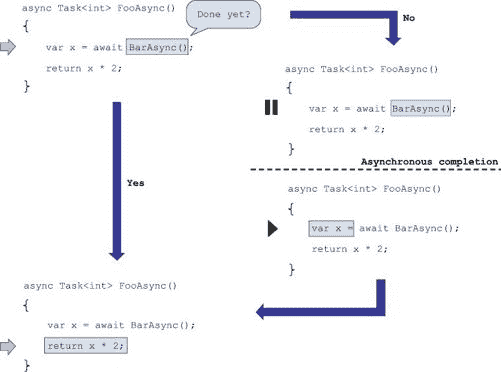 async Task<int> FooAsync()
{
var x = await BarAsync();
return x * 2;
}
Done yet?
No
async Task<int> FooAsync()
{
var x = await BarAsync();
return x * 2;
}
Asynchronous completion
Yes
async Task<int> FooAsync()
{
var x = await BarAsync();
return x * 2;
}
async Task<int> FooAsync()
{
var x = await BarAsync();
return x * 2;
}